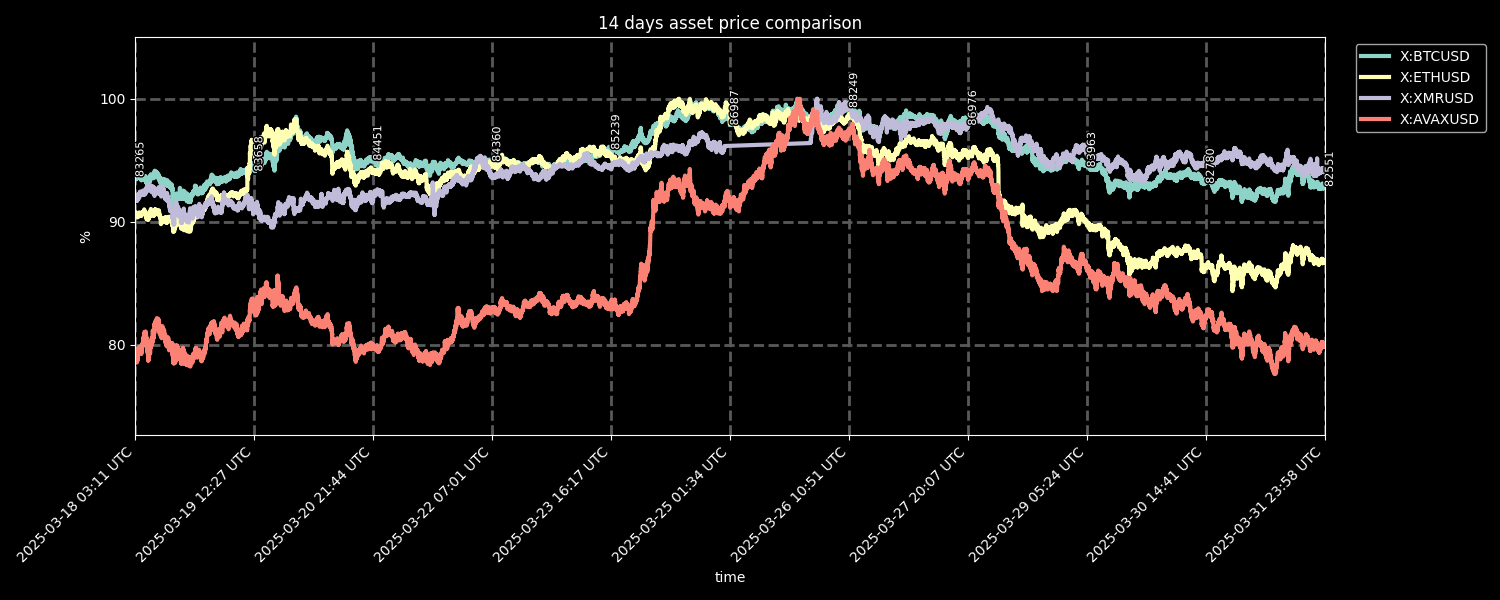 14 days asset price comparison
X:BTCUSD
X:ETHUSD
X:XMRUSD
X:AVAXUSD
100
90
80
%
83265
83658
84451
84360
85239
86987
88249
86976
83963
82780
82551
2025-03-18 03:11 UTC
2025-03-19 12:27 UTC
2025-03-20 21:44 UTC
2025-03-22 07:01 UTC
2025-03-23 16:17 UTC
2025-03-25 01:34 UTC
2025-03-26 10:51 UTC
2025-03-27 20:07 UTC
2025-03-29 05:24 UTC
2025-03-30 14:41 UTC
2025-03-31 23:58 UTC
time